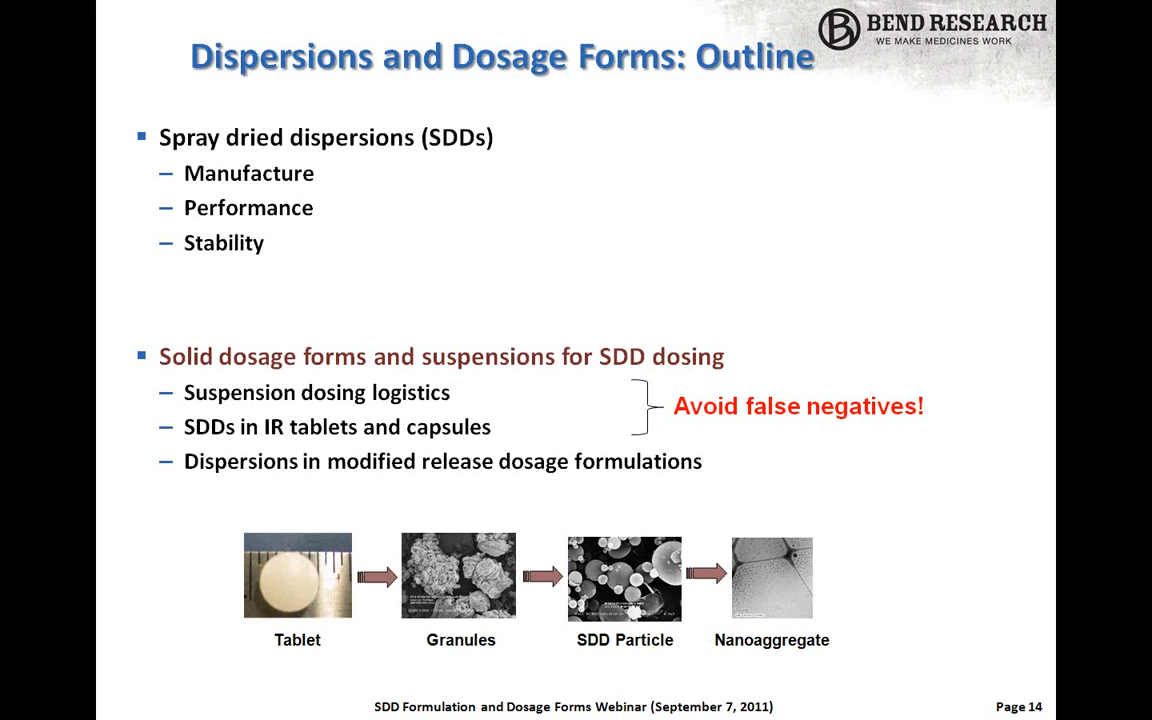 BEND RESEARCH
WE MAKE MEDICINES WORK
Dispersions and Dosage Forms: Outline
Spray dried dispersions (SDDs)
– Manufacture
– Performance
– Stability
Solid dosage forms and suspensions for SDD dosing
– Suspension dosing logistics
– SDDs in IR tablets and capsules
Avoid false negatives!
– Dispersions in modified release dosage formulations
Tablet
Granules
SDD Particle
Nanoaggregate
SDD Formulation and Dosage Forms Webinar (September 7, 2011)
Page 14